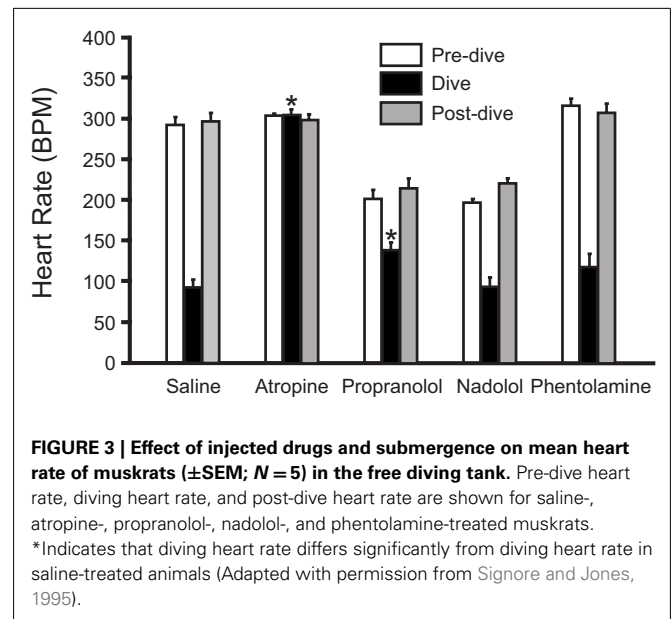 400
350
300
250
200
150
100
50
0
Heart Rate (BPM)
Pre-dive
Dive
Post-dive
*
*
Saline Atropine Propranolol Nadolol Phentolamine
FIGURE 3 | Effect of injected drugs and submergence on mean heart
rate of muskrats (±SEM; N = 5) in the free diving tank. Pre-dive heart
rate, diving heart rate, and post-dive heart rate are shown for saline-,
atropine-, propranolol-, nadolol-, and phentolamine-treated muskrats.
*Indicates that diving heart rate differs significantly from diving heart rate in
saline-treated animals (Adapted with permission from Signore and Jones,
1995).